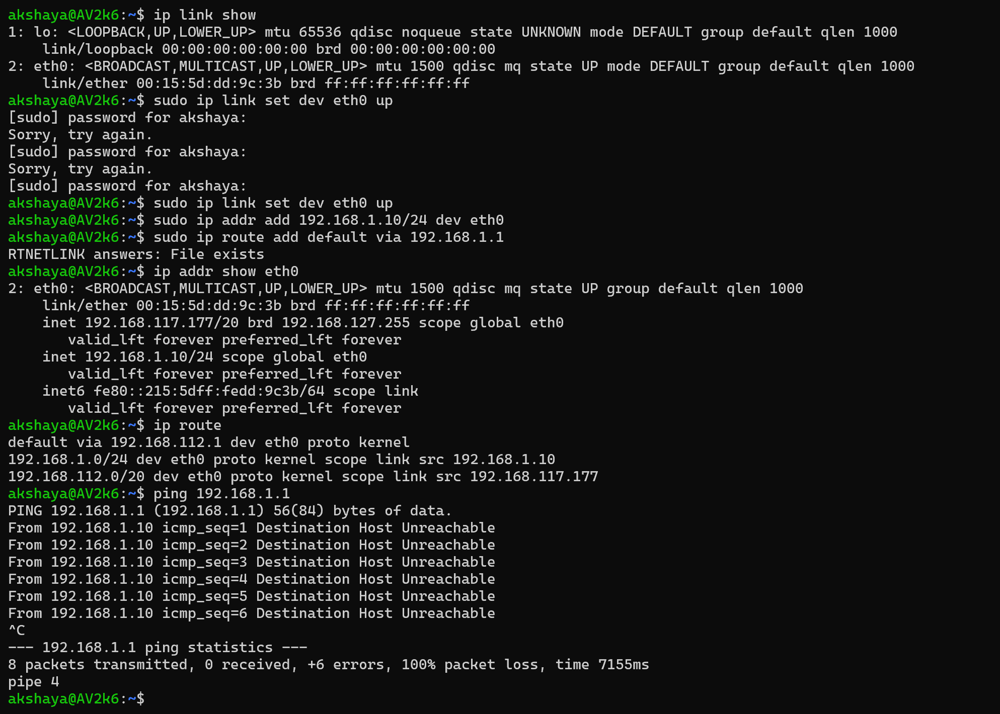 akshaya@AV2k6:~$ ip link show
1: lo: <LOOPBACK,UP,LOWER_UP> mtu 65536 qdisc noqueue state UNKNOWN mode DEFAULT group default qlen 1000
    link/loopback 00:00:00:00:00:00 brd 00:00:00:00:00:00
2: eth0: <BROADCAST,MULTICAST,UP,LOWER_UP> mtu 1500 qdisc mq state UP mode DEFAULT group default qlen 1000
    link/ether 00:15:5d:dd:9c:3b brd ff:ff:ff:ff:ff:ff
akshaya@AV2k6:~$ sudo ip link set dev eth0 up
[sudo] password for akshaya:
Sorry, try again.
[sudo] password for akshaya:
Sorry, try again.
[sudo] password for akshaya:
akshaya@AV2k6:~$ sudo ip link set dev eth0 up
akshaya@AV2k6:~$ sudo ip addr add 192.168.1.10/24 dev eth0
akshaya@AV2k6:~$ sudo ip route add default via 192.168.1.1
RTNETLINK answers: File exists
akshaya@AV2k6:~$ ip addr show eth0
2: eth0: <BROADCAST,MULTICAST,UP,LOWER_UP> mtu 1500 qdisc mq state UP group default qlen 1000
    link/ether 00:15:5d:dd:9c:3b brd ff:ff:ff:ff:ff:ff
    inet 192.168.117.177/20 brd 192.168.127.255 scope global eth0
       valid_lft forever preferred_lft forever
    inet 192.168.1.10/24 scope global eth0
       valid_lft forever preferred_lft forever
    inet6 fe80::215:5dff:fedd:9c3b/64 scope link
       valid_lft forever preferred_lft forever
akshaya@AV2k6:~$ ip route
default via 192.168.112.1 dev eth0 proto kernel
192.168.1.0/24 dev eth0 proto kernel scope link src 192.168.1.10
192.168.112.0/20 dev eth0 proto kernel scope link src 192.168.117.177
akshaya@AV2k6:~$ ping 192.168.1.1
PING 192.168.1.1 (192.168.1.1) 56(84) bytes of data.
From 192.168.1.10 icmp_seq=1 Destination Host Unreachable
From 192.168.1.10 icmp_seq=2 Destination Host Unreachable
From 192.168.1.10 icmp_seq=3 Destination Host Unreachable
From 192.168.1.10 icmp_seq=4 Destination Host Unreachable
From 192.168.1.10 icmp_seq=5 Destination Host Unreachable
From 192.168.1.10 icmp_seq=6 Destination Host Unreachable
^C
--- 192.168.1.1 ping statistics ---
8 packets transmitted, 0 received, +6 errors, 100% packet loss, time 7155ms
pipe 4
akshaya@AV2k6:~$